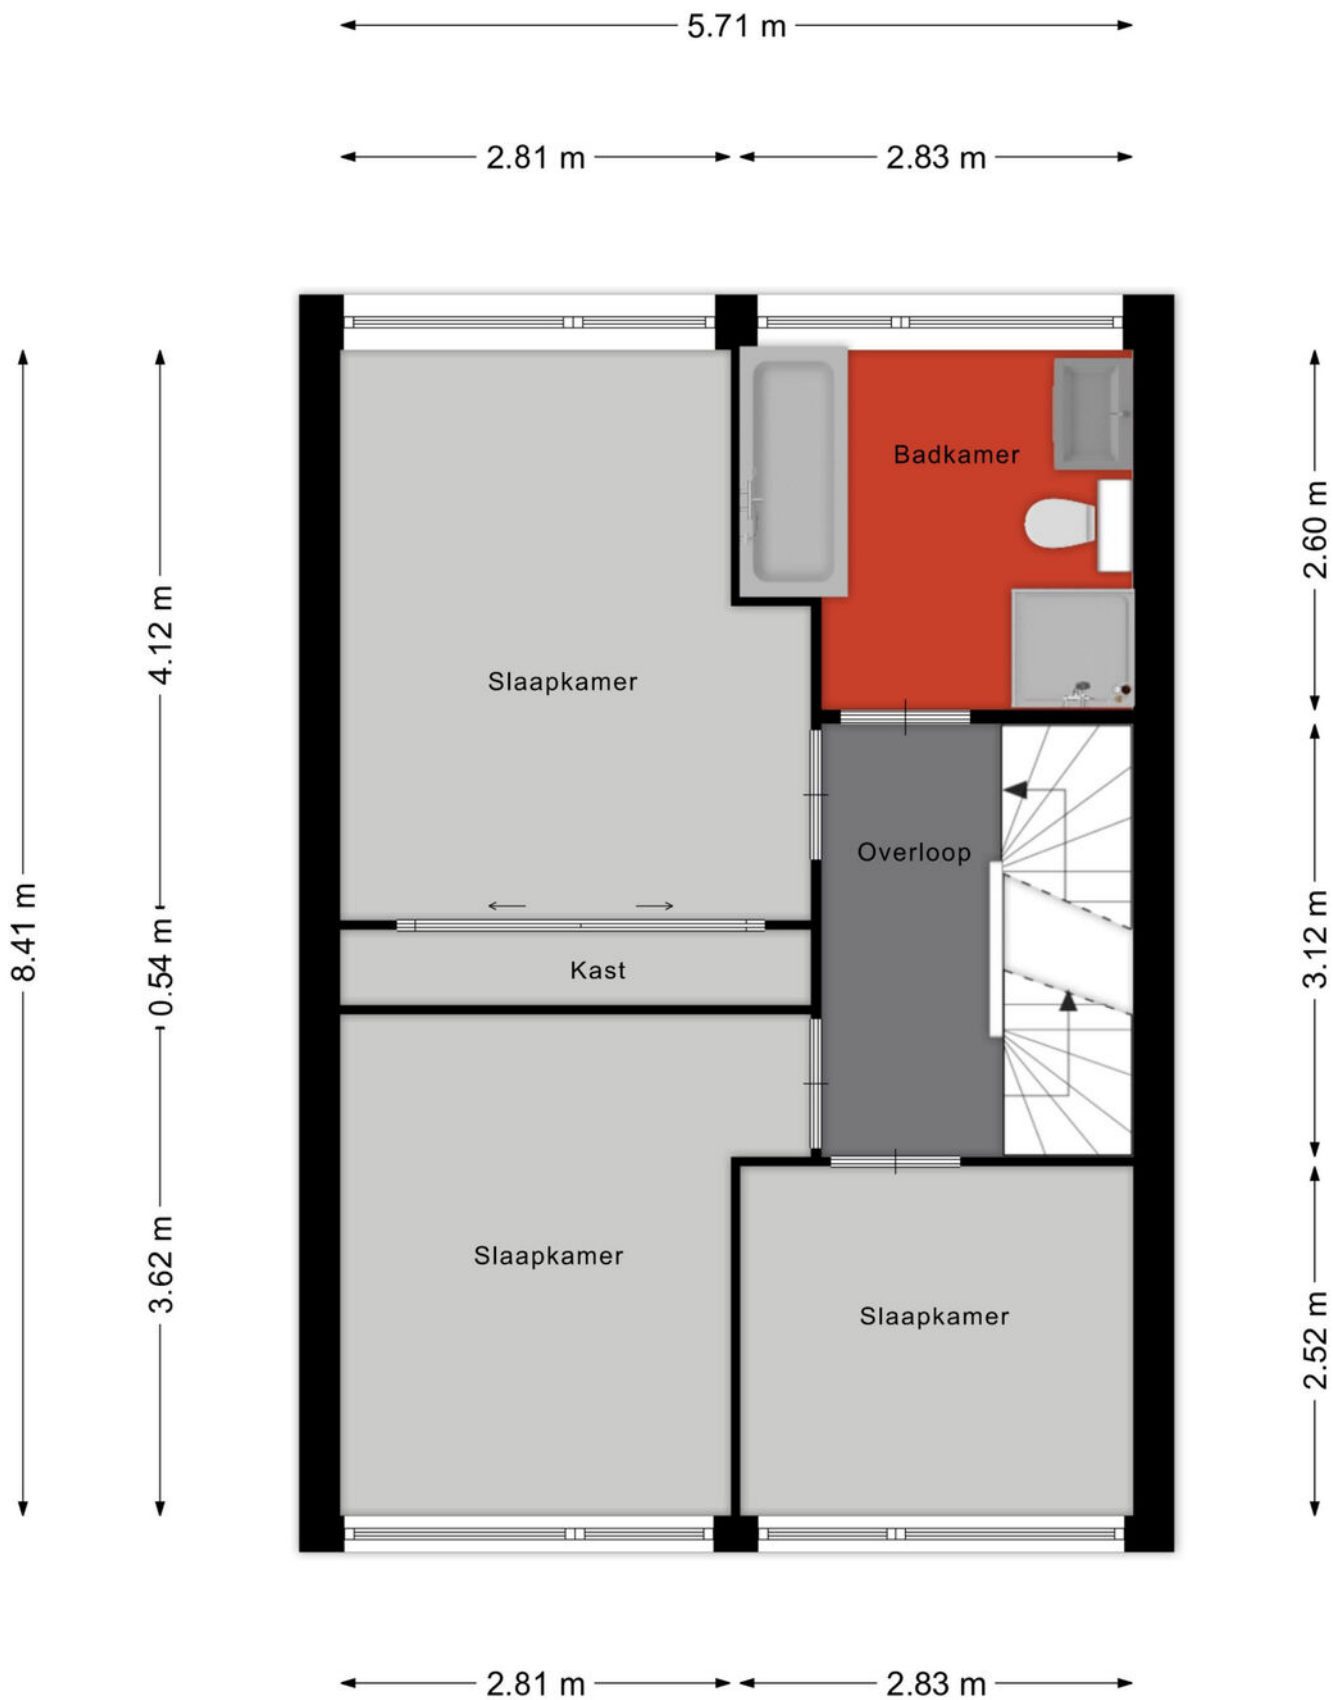 5.71 m
2.81 m
2.83 m
Badkamer
2.60 m
4.12 m
Slaapkamer
Overloop
8.41 m
0.54 m
3.12 m
Kast
3.62 m
Slaapkamer
Slaapkamer
2.52 m
2.81 m
2.83 m